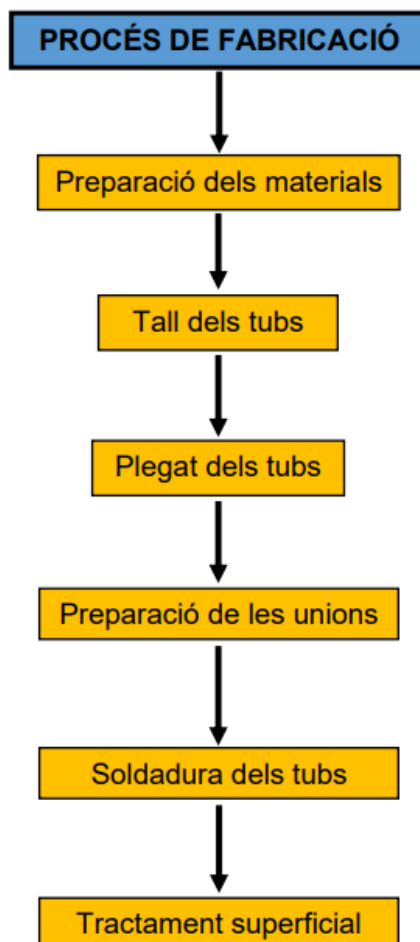 PROCÉS DE FABRICACIÓ
Preparació dels materials
Tall dels tubs
Plegat dels tubs
Preparació de les unions
Soldadura dels tubs
Tractament superficial